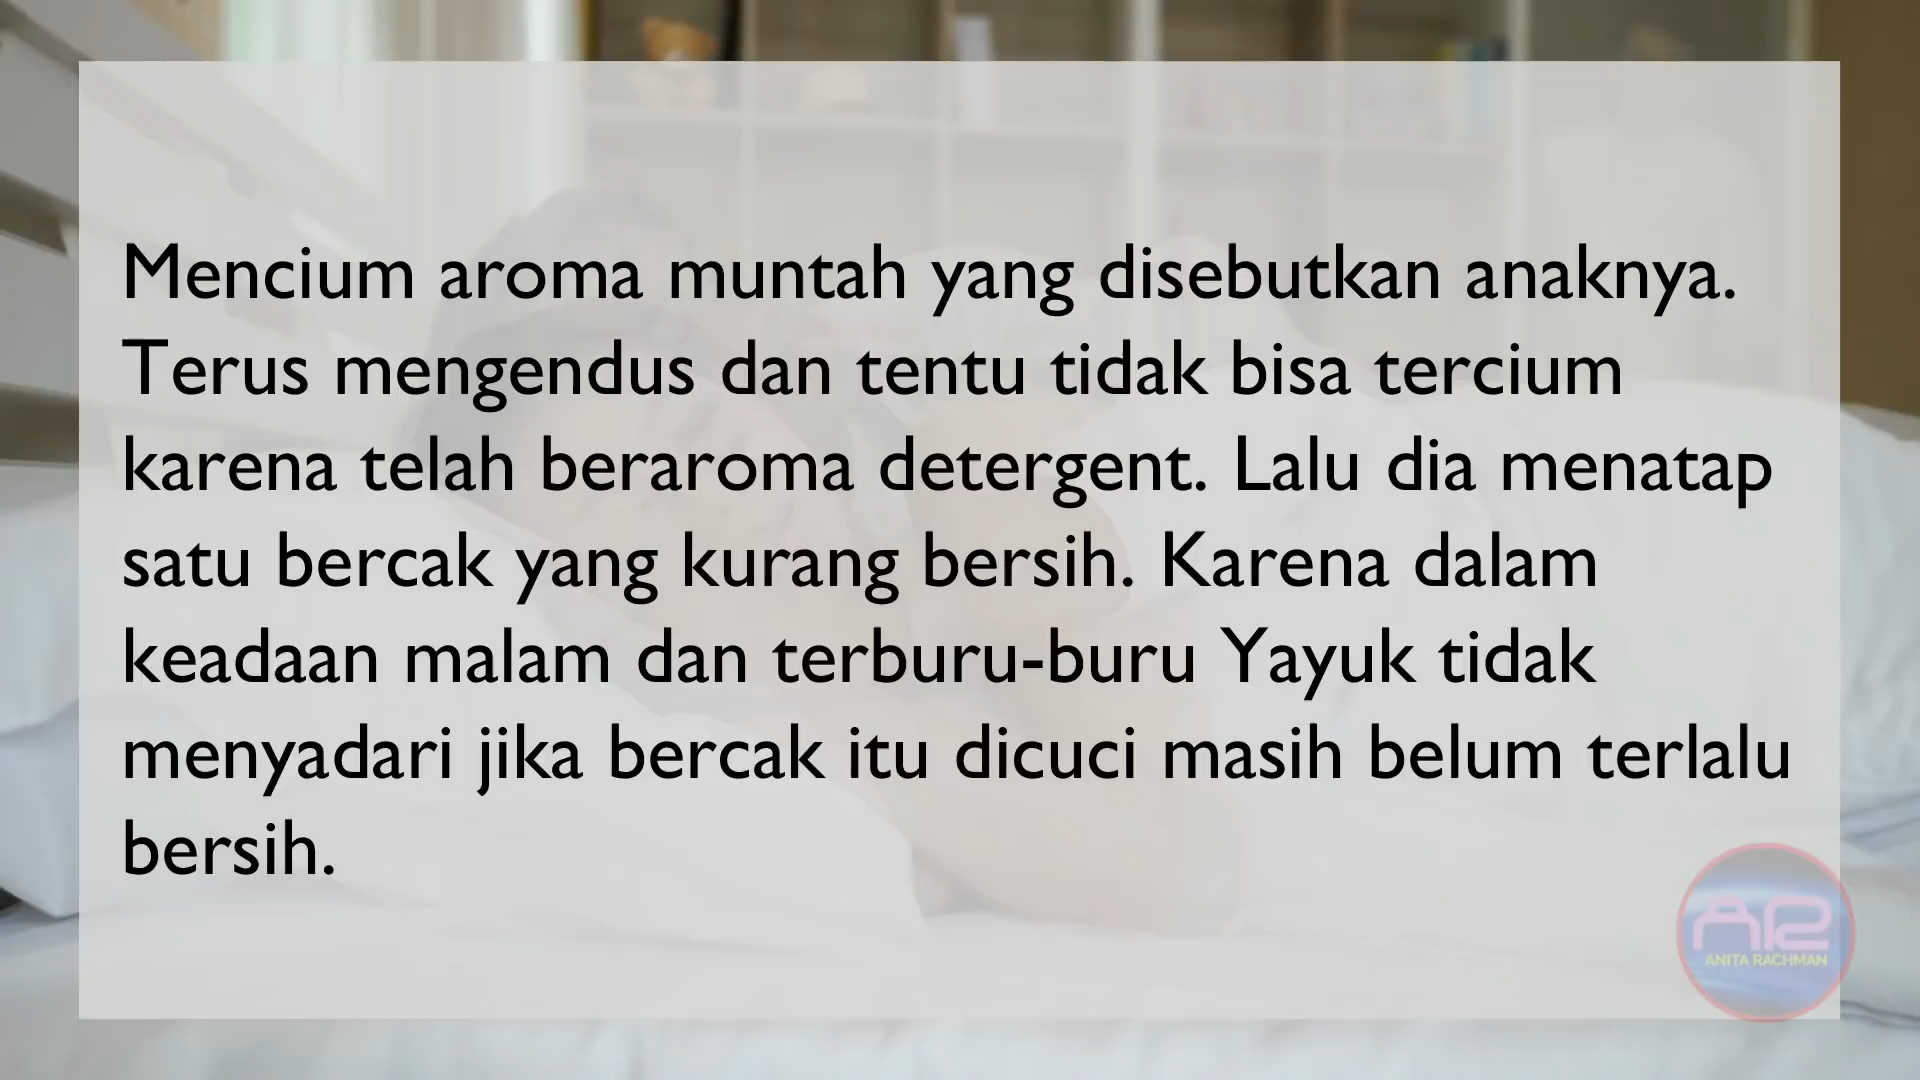 Mencium aroma muntah yang disebutkan anaknya.
Terus mengendus dan tentu tidak bisa tercium
karena telah beraroma detergent. Lalu dia menatap
satu bercak yang kurang bersih. Karena dalam
keadaan malam dan terburu-buru Yayuk tidak
menyadari jika bercak itu dicuci masih belum terlalu
bersih.
AR
ANITA RACHMAN